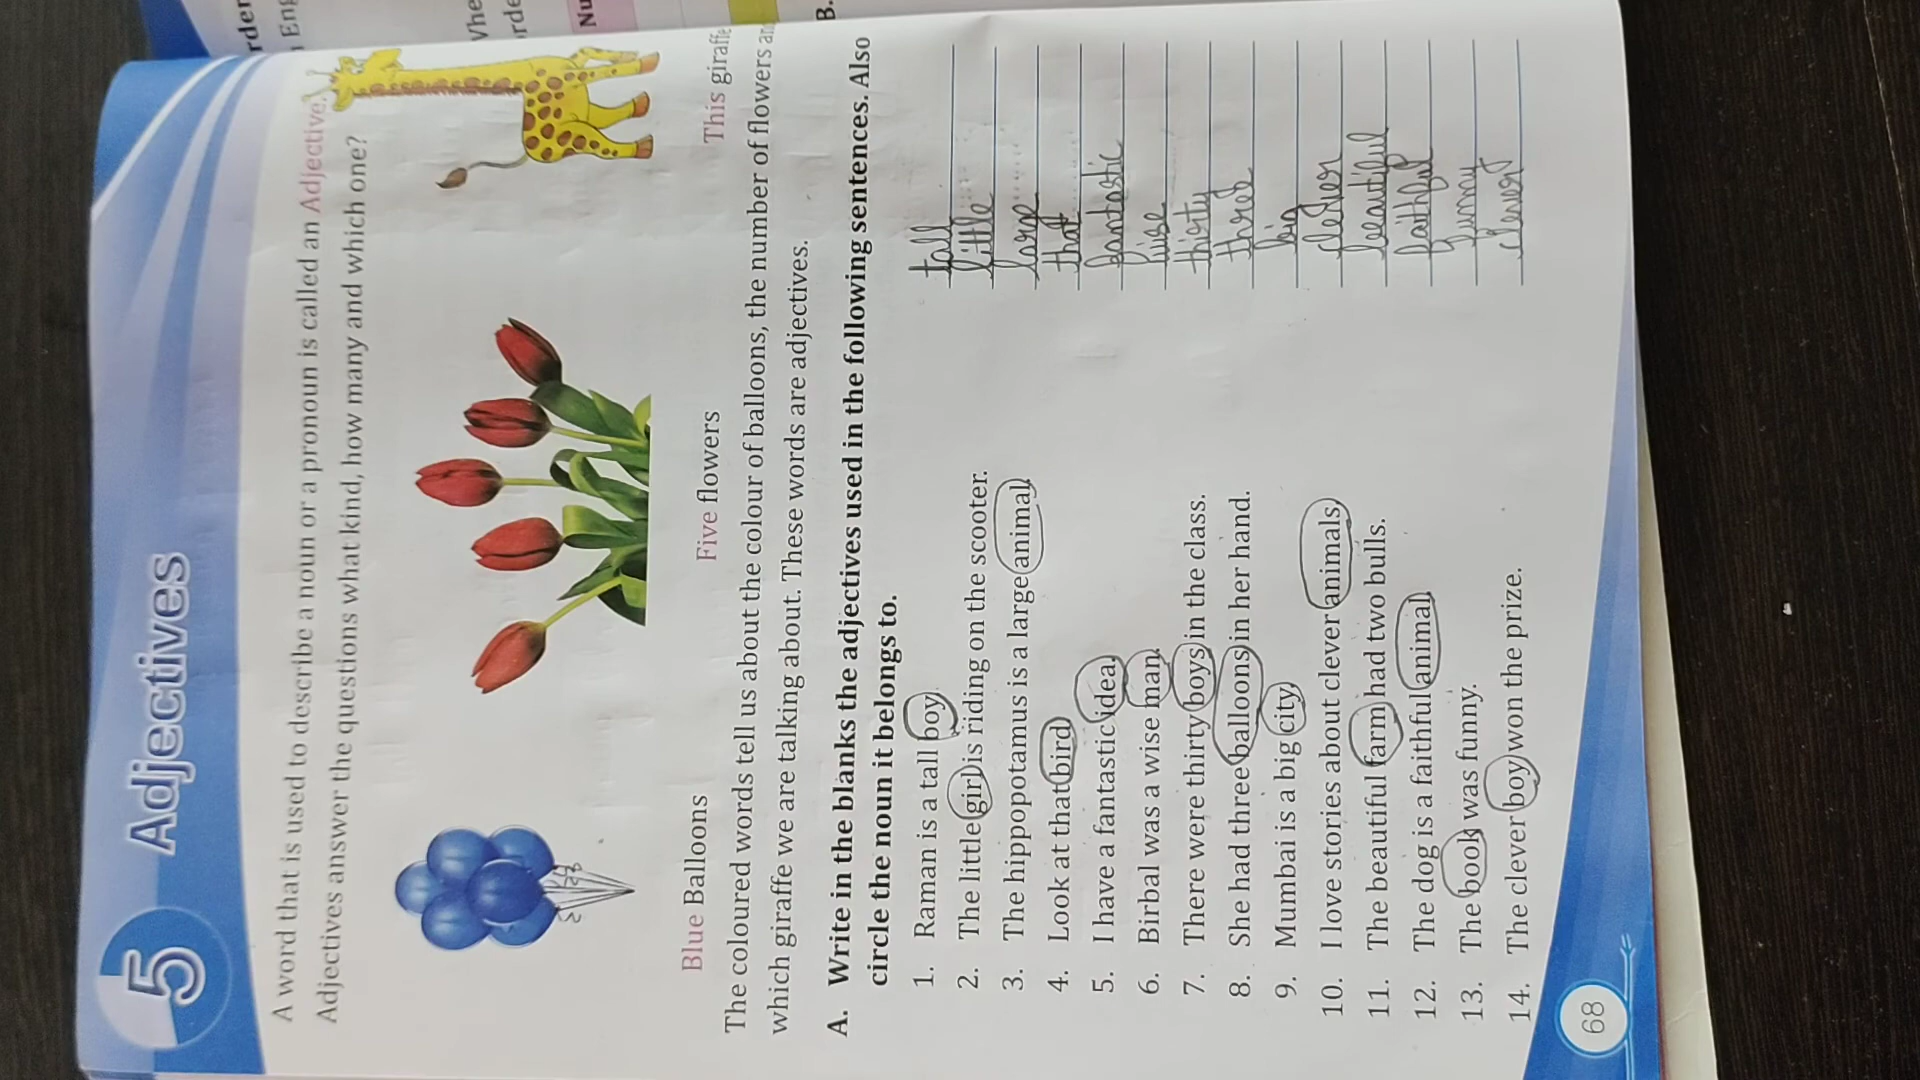 5 Adjectives
A word that is used to describe a noun or a pronoun is called an Adjective.
Adjectives answer the questions what kind, how many and which one?
Blue Balloons Five flowers This giraffe
The coloured words tell us about the colour of balloons, the number of flowers
which giraffe we are talking about. These words are adjectives.
A. Write in the blanks the adjectives used in the following sentences. Also
circle the noun it belongs to.
1. Raman is a tall boy. tall
2. The little girl is riding on the scooter. little
3. The hippopotamus is a large animal. large
4. Look at that bird. that
5. I have a fantastic idea. fantastic
6. Birbal was a wise man.
7. There were thirty boys in the class. thirty
8. She had three balloons in her hand.
9. Mumbai is a big city. big
10. I love stories about clever animals.
11. The beautiful farm had two bulls. beautiful
12. The dog is a faithful animal. faithful
13. The book was funny. funny
14. The clever boy won the prize.
68
B.
Nu